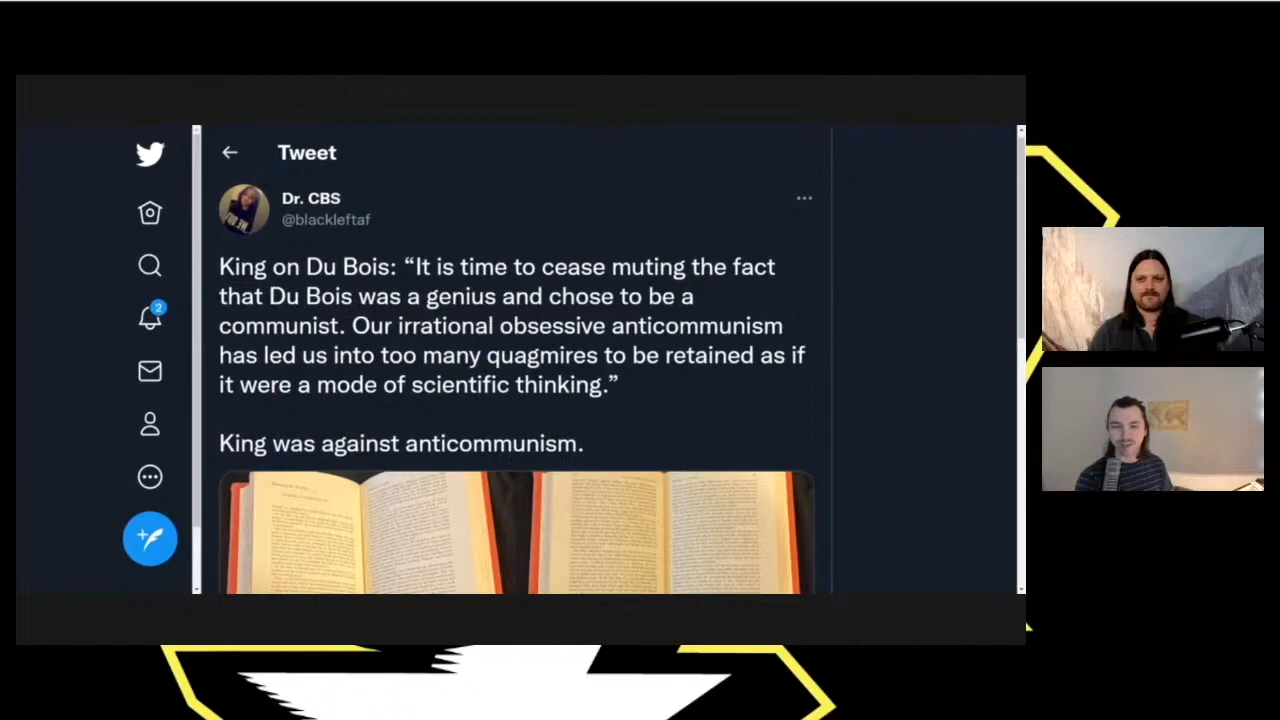 Tweet
Dr. CBS
@blackleftaf
King on Du Bois: “It is time to cease muting the fact
that Du Bois was a genius and chose to be a
communist. Our irrational obsessive anticommunism
has led us into too many quagmires to be retained as if
it were a mode of scientific thinking.”
King was against anticommunism.
2